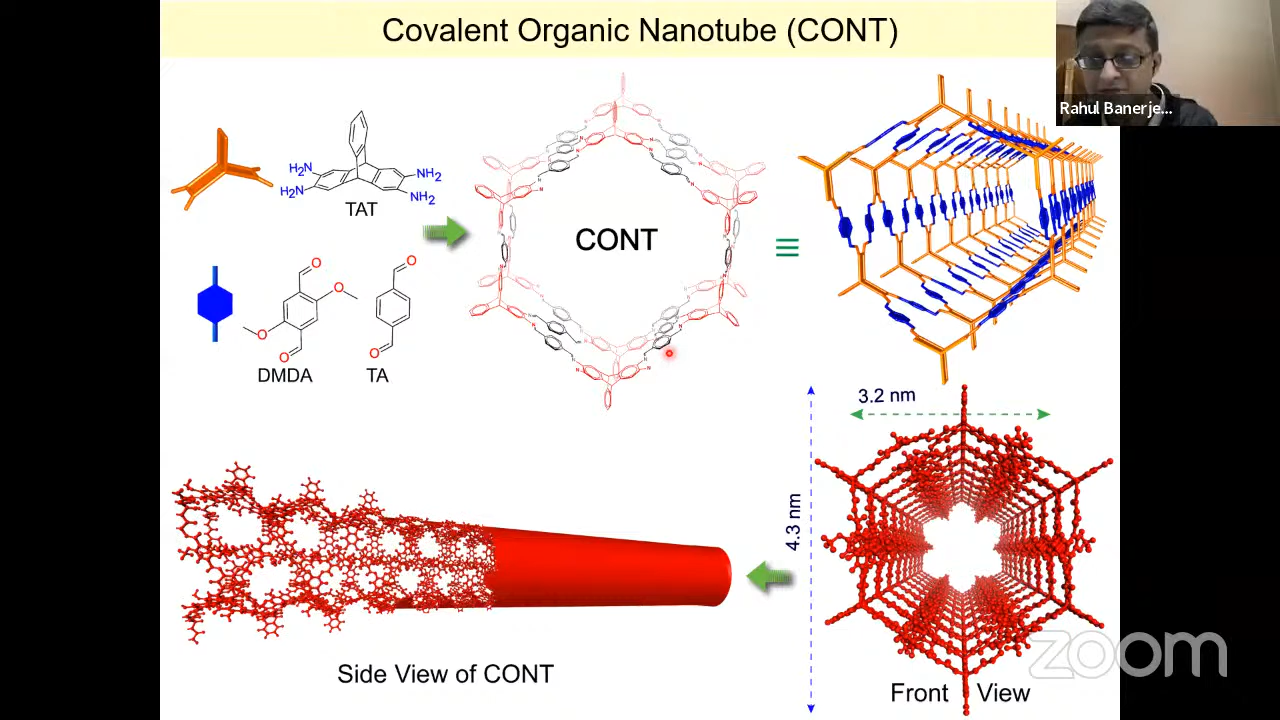 Covalent Organic Nanotube (CONT)
Rahul Banerje...
H₂N
H₂N
NH₂
NH₂
TAT
CONT
≡
O
O
O
O
DMDA
O
O
TA
3.2 nm
4.3 nm
Side View of CONT
Front View
zoom